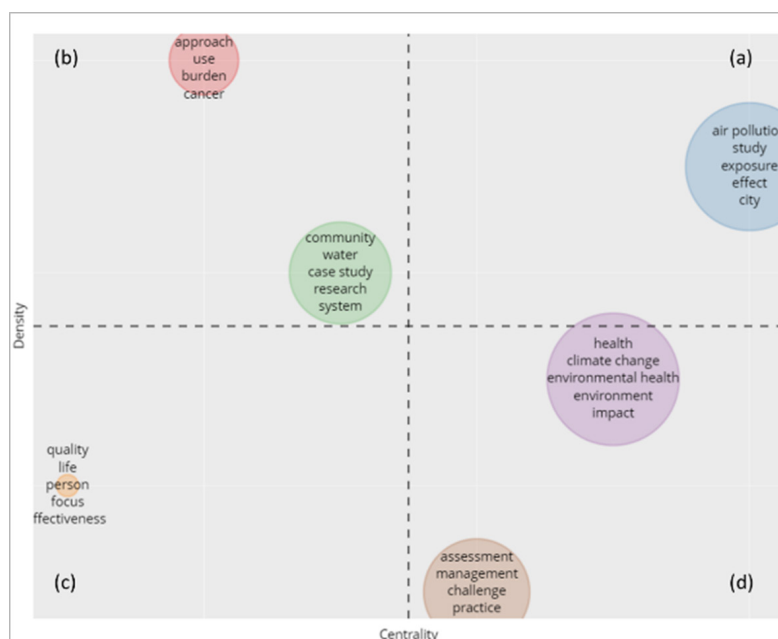 (b)
approach
use
burden
cancer
(a)
air pollutio
study
exposure
effect
city
community
water
case study
research
system
Density
health
climate change
environmental health
environment
impact
quality
life
person
focus
ffectiveness
(c)
assessment
management
challenge
practice
(d)
Centrality